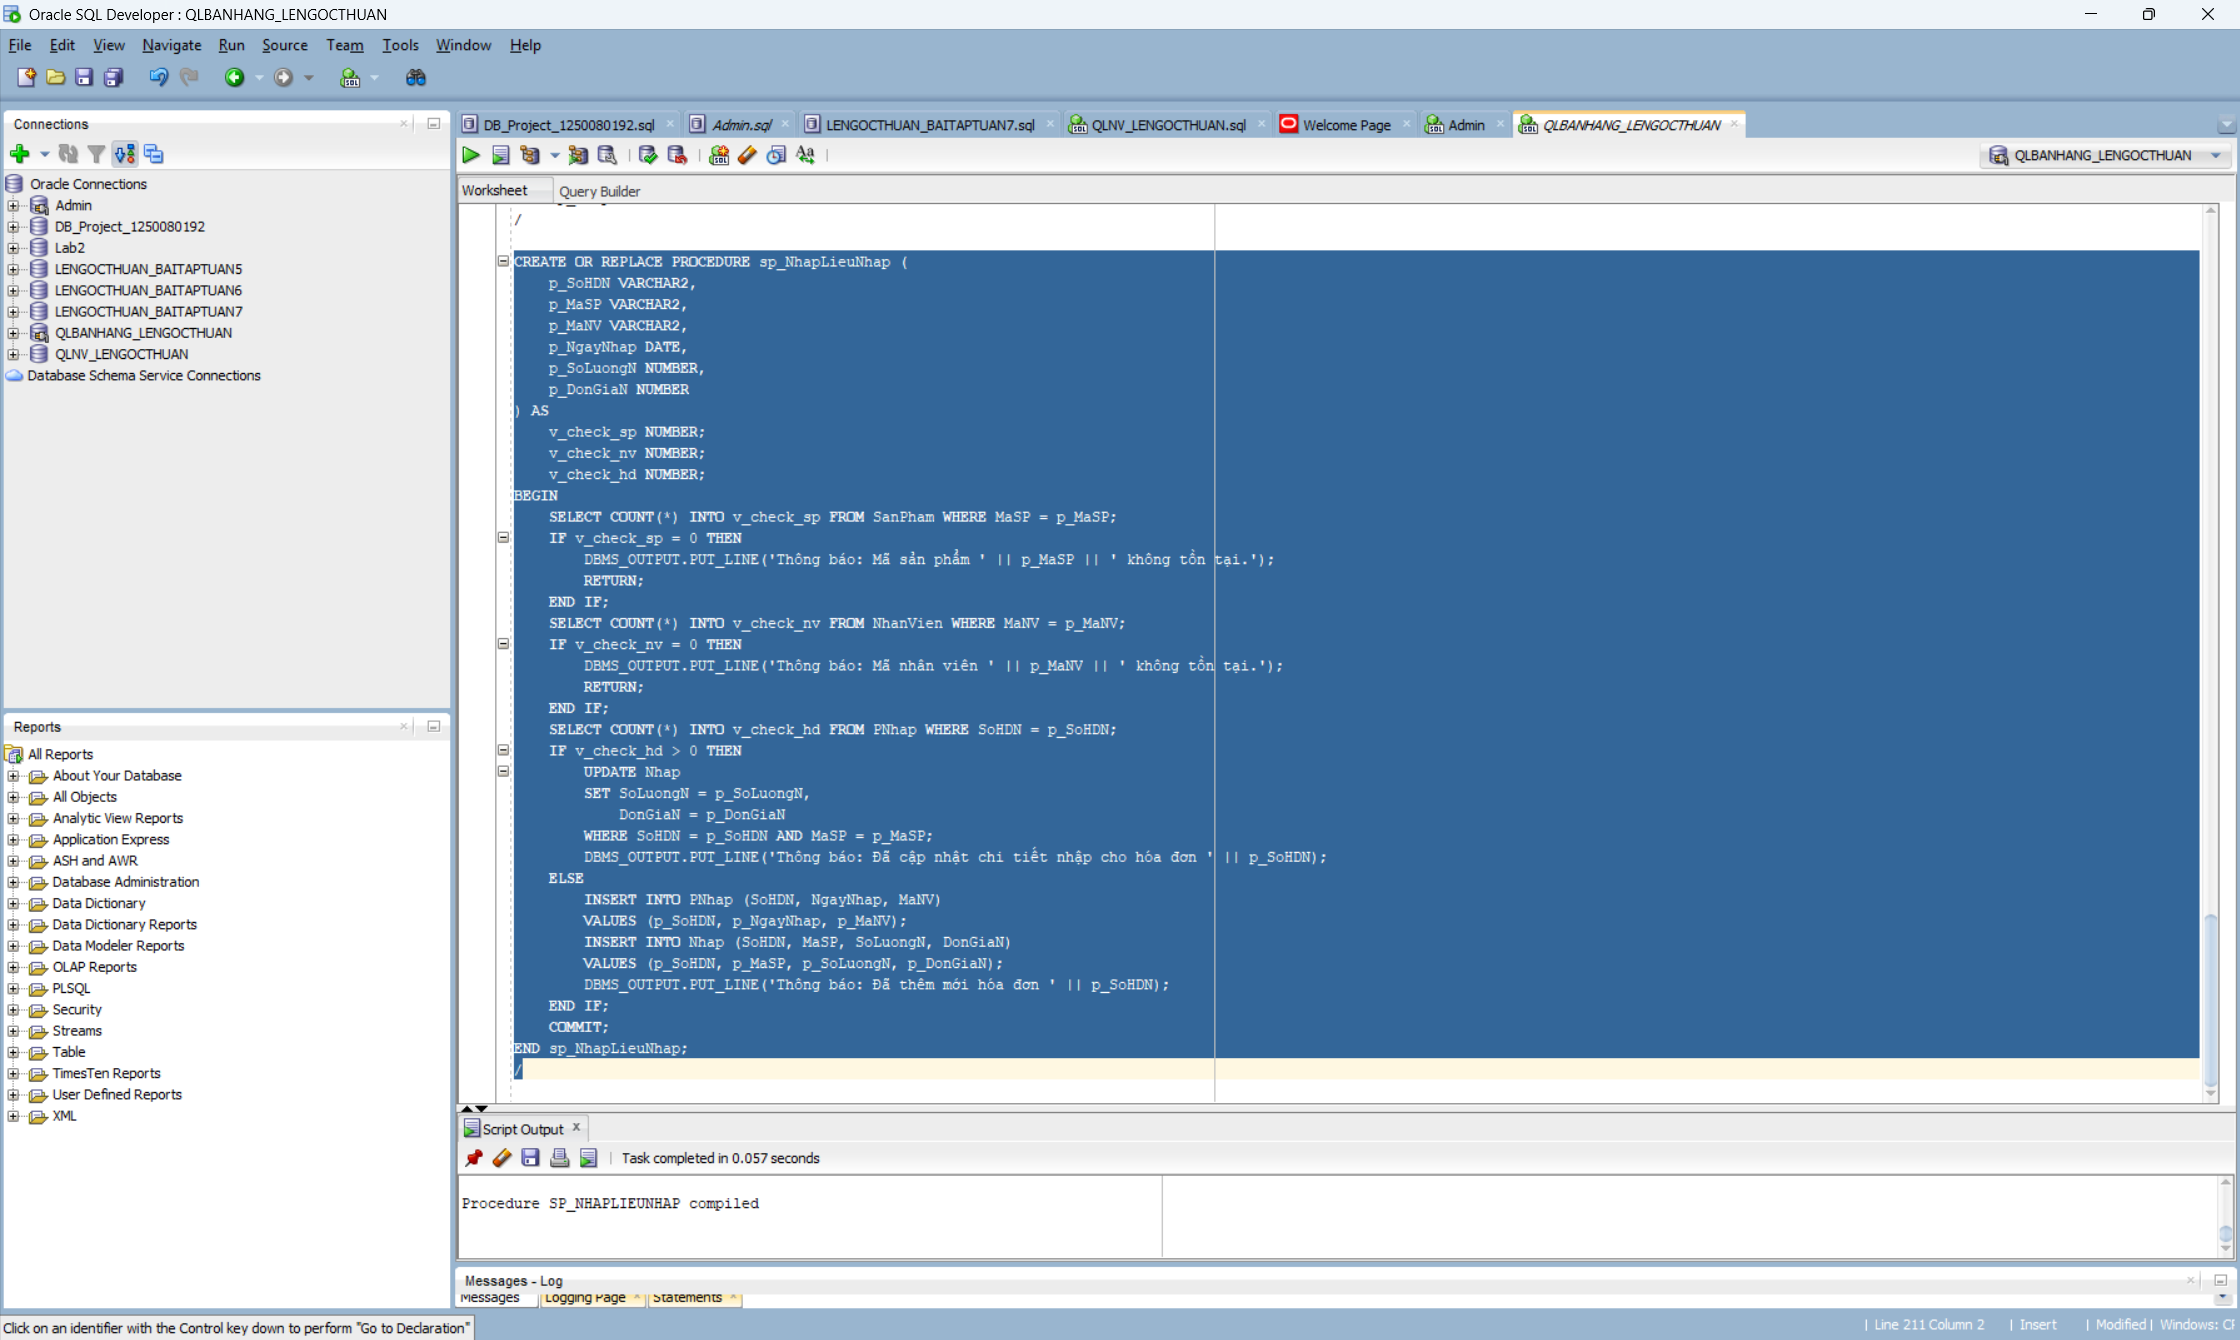 Oracle SQL Developer : QLBANHANG_LENGOCTHUAN
File Edit View Navigate Run Source Team Tools Window Help
Connections
Oracle Connections
Admin
DB_Project_1250080192
Lab2
LENGOCTHUAN_BAITAPTUAN5
LENGOCTHUAN_BAITAPTUAN6
LENGOCTHUAN_BAITAPTUAN7
QLBANHANG_LENGOCTHUAN
QLNV_LENGOCTHUAN
Database Schema Service Connections
Reports
All Reports
About Your Database
All Objects
Analytic View Reports
Application Express
ASH and AWR
Database Administration
Data Dictionary
Data Dictionary Reports
Data Modeler Reports
OLAP Reports
PLSQL
Security
Streams
Table
TimesTen Reports
User Defined Reports
XML
DB_Project_1250080192.sql Admin.sql LENGOCTHUAN_BAITAPTUAN7.sql QLNV_LENGOCTHUAN.sql Welcome Page Admin QLBANHANG_LENGOCTHUAN
QLBANHANG_LENGOCTHUAN
Worksheet Query Builder
/
CREATE OR REPLACE PROCEDURE sp_NhapLieuNhap (
p_SoHDN VARCHAR2,
p_MaSP VARCHAR2,
p_MaNV VARCHAR2,
p_NgayNhap DATE,
p_SoLuongN NUMBER,
p_DonGiaN NUMBER
) AS
v_check_sp NUMBER;
v_check_nv NUMBER;
v_check_hd NUMBER;
BEGIN
SELECT COUNT(*) INTO v_check_sp FROM SanPham WHERE MaSP = p_MaSP;
IF v_check_sp = 0 THEN
DBMS_OUTPUT.PUT_LINE('Thông báo: Mã sản phẩm ' || p_MaSP || ' không tồn tại.');
RETURN;
END IF;
SELECT COUNT(*) INTO v_check_nv FROM NhanVien WHERE MaNV = p_MaNV;
IF v_check_nv = 0 THEN
DBMS_OUTPUT.PUT_LINE('Thông báo: Mã nhân viên ' || p_MaNV || ' không tồn tại.');
RETURN;
END IF;
SELECT COUNT(*) INTO v_check_hd FROM PNhap WHERE SoHDN = p_SoHDN;
IF v_check_hd > 0 THEN
UPDATE Nhap
SET SoLuongN = p_SoLuongN,
DonGiaN = p_DonGiaN
WHERE SoHDN = p_SoHDN AND MaSP = p_MaSP;
DBMS_OUTPUT.PUT_LINE('Thông báo: Đã cập nhật chi tiết nhập cho hóa đơn ' || p_SoHDN);
ELSE
INSERT INTO PNhap (SoHDN, NgayNhap, MaNV)
VALUES (p_SoHDN, p_NgayNhap, p_MaNV);
INSERT INTO Nhap (SoHDN, MaSP, SoLuongN, DonGiaN)
VALUES (p_SoHDN, p_MaSP, p_SoLuongN, p_DonGiaN);
DBMS_OUTPUT.PUT_LINE('Thông báo: Đã thêm mới hóa đơn ' || p_SoHDN);
END IF;
COMMIT;
END sp_NhapLieuNhap;
/
Script Output
Task completed in 0.057 seconds
Procedure SP_NHAPLIEUNHAP compiled
Messages - Log
Messages Logging Page Statements
Click on an identifier with the Control key down to perform "Go to Declaration"
Line 211 Column 2 | Insert | Modified | Windows: